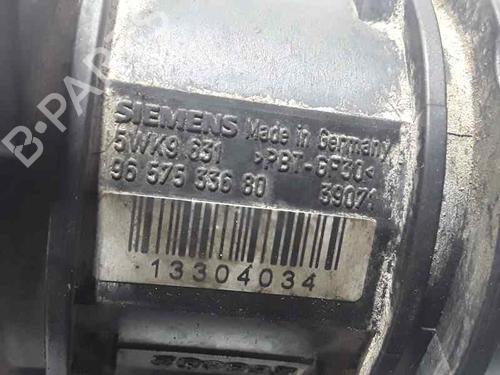 SIEMENS Made in Germany
5WK9 631 >PBT-GF30<
96 575 336 80 39071
13304034
B-PARTS